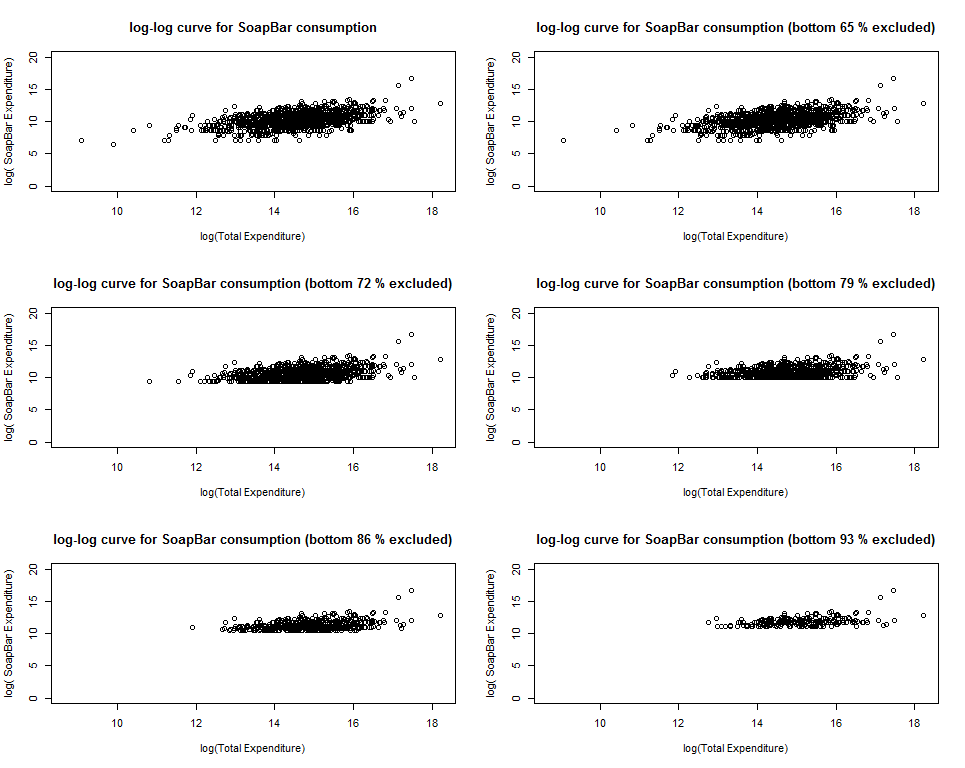 log-log curve for SoapBar consumption
log( SoapBar Expenditure)
0 5 10 15 20
10 12 14 16 18
log(Total Expenditure)
log-log curve for SoapBar consumption (bottom 65 % excluded)
log( SoapBar Expenditure)
0 5 10 15 20
10 12 14 16 18
log(Total Expenditure)
log-log curve for SoapBar consumption (bottom 72 % excluded)
log( SoapBar Expenditure)
0 5 10 15 20
10 12 14 16 18
log(Total Expenditure)
log-log curve for SoapBar consumption (bottom 79 % excluded)
log( SoapBar Expenditure)
0 5 10 15 20
10 12 14 16 18
log(Total Expenditure)
log-log curve for SoapBar consumption (bottom 86 % excluded)
log( SoapBar Expenditure)
0 5 10 15 20
10 12 14 16 18
log(Total Expenditure)
log-log curve for SoapBar consumption (bottom 93 % excluded)
log( SoapBar Expenditure)
0 5 10 15 20
10 12 14 16 18
log(Total Expenditure)